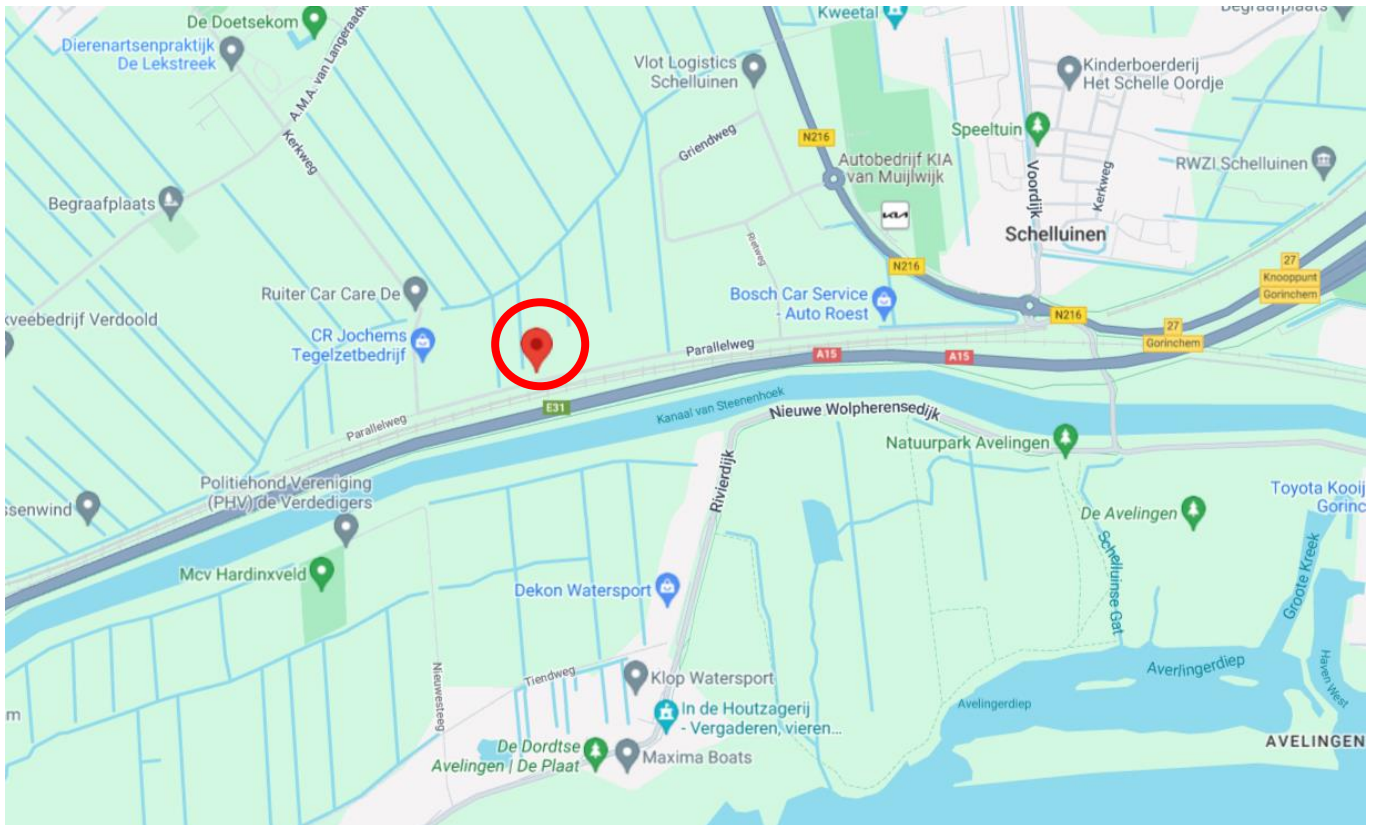 De Doetsekom
Dierenartsenpraktijk
De Lekstreek
A.M.A. van Langeraadw
Kerkweg
Begraafplaats
Kweetal
Begraafplaats
Vlot Logistics
Schelluinen
Kinderboerderij
Het Schelle Oordje
Griendweg
N216
Speeltuin
Autobedrijf KIA
van Muijlwijk
KIA
Voordijk
Kerkweg
RWZI Schelluinen
Schelluinen
Rietweg
N216
27
Knooppunt
Gorinchem
Ruiter Car Care De
Bosch Car Service
- Auto Roest
N216
27
Gorinchem
kveebedrijf Verdoold
CR Jochems
Tegelzetbedrijf
Parallelweg
A15
A15
E31
Parallelweg
Kanaal van Steenenhoek
Nieuwe Wolpherensedijk
Natuurpark Avelingen
Rivierdijk
Politiehond Vereniging
(PHV) de Verdedigers
ssenwind
Toyota Kooij
Gorinc
De Avelingen
Schelluinse Gat
Groote Kreek
Mcv Hardinxveld
Dekon Watersport
Nieuwesteeg
Tiendweg
Klop Watersport
Averlingerdiep
Haven West
Avelingerdiep
m
In de Houtzagerij
- Vergaderen, vieren...
De Dordtse
Avelingen | De Plaat
Maxima Boats
AVELINGEN